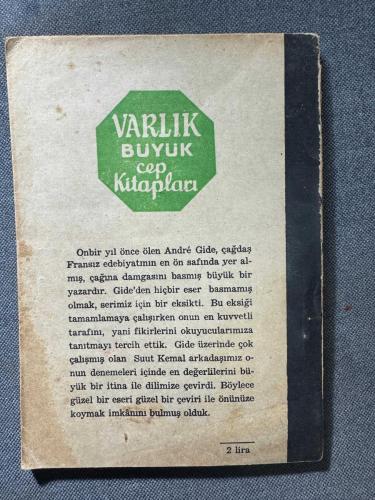 VARLIK
BÜYÜK
cep
Kitapları
Onbir yıl önce ölen André Gide, çağdaş
Fransız edebiyatının en ön safında yer al-
mış, çağına damgasını basmış büyük bir
yazardır. Gide'den hiçbir eser basmamış
olmak, serimiz için bir eksikti. Bu eksiği
tamamlamaya çalışırken onun en kuvvetli
tarafını, yani fikirlerini okuyucularımıza
tanıtmayı tercih ettik. Gide üzerinde çok
çalışmış olan Suut Kemal arkadaşımız o-
nun denemeleri içinde en değerlilerini bü-
yük bir itina ile dilimize çevirdi. Böylece
güzel bir eseri güzel bir çeviri ile önünüze
koymak imkânını bulmuş olduk.
2 lira